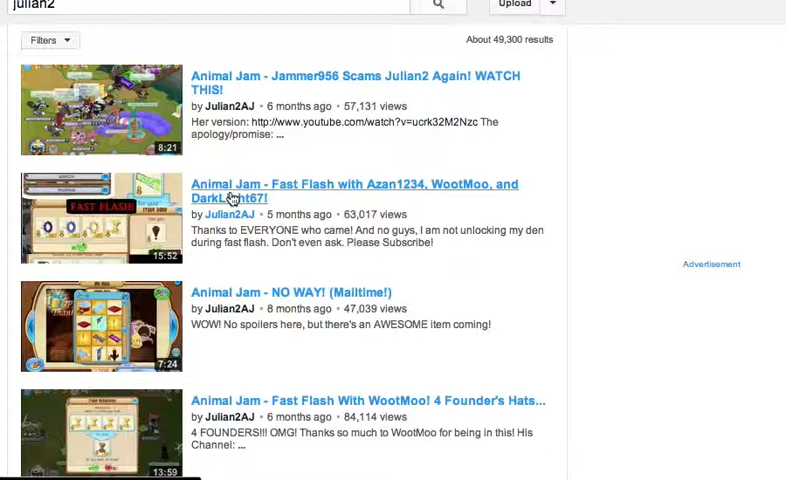 julian2
Upload
Filters
About 49,300 results
Animal Jam - Jammer956 Scams Julian2 Again! WATCH
THIS!
by Julian2AJ • 6 months ago • 57,131 views
Her version: http://www.youtube.com/watch?v=ucrk32M2Nzc The
apology/promise: ...
8:21
Animal Jam - Fast Flash with Azan1234, WootMoo, and
DarkLight67!
by Julian2AJ • 5 months ago • 63,017 views
FAST FLASH!
Thanks to EVERYONE who came! And no guys, I am not unlocking my den
during fast flash. Don't even ask. Please Subscribe!
15:52
Advertisement
Animal Jam - NO WAY! (Mailtime!)
by Julian2AJ • 8 months ago • 47,039 views
WOW! No spoilers here, but there's an AWESOME item coming!
7:24
Animal Jam - Fast Flash With WootMoo! 4 Founder's Hats...
by Julian2AJ • 6 months ago • 84,114 views
4 FOUNDERS!!! OMG! Thanks so much to WootMoo for being in this! His
Channel: ...
13:59